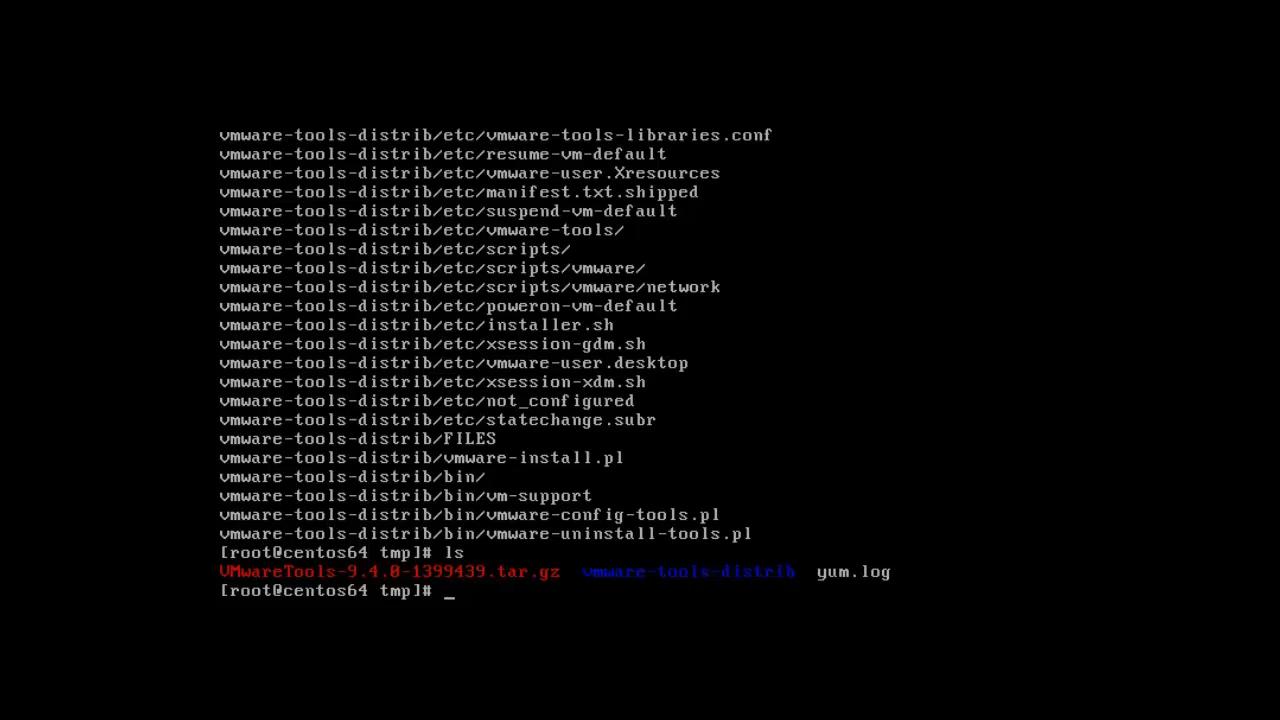 vmware-tools-distrib/etc/vmware-tools-libraries.conf
vmware-tools-distrib/etc/resume-vm-default
vmware-tools-distrib/etc/vmware-user.Xresources
vmware-tools-distrib/etc/manifest.txt.shipped
vmware-tools-distrib/etc/suspend-vm-default
vmware-tools-distrib/etc/vmware-tools/
vmware-tools-distrib/etc/scripts/
vmware-tools-distrib/etc/scripts/vmware/
vmware-tools-distrib/etc/scripts/vmware/network
vmware-tools-distrib/etc/poweron-vm-default
vmware-tools-distrib/etc/installer.sh
vmware-tools-distrib/etc/xsession-gdm.sh
vmware-tools-distrib/etc/vmware-user.desktop
vmware-tools-distrib/etc/xsession-xdm.sh
vmware-tools-distrib/etc/not_configured
vmware-tools-distrib/etc/statechange.subr
vmware-tools-distrib/FILES
vmware-tools-distrib/vmware-install.pl
vmware-tools-distrib/bin/
vmware-tools-distrib/bin/vm-support
vmware-tools-distrib/bin/vmware-config-tools.pl
vmware-tools-distrib/bin/vmware-uninstall-tools.pl
[root@centos64 tmp]# ls
VMwareTools-9.4.0-1399439.tar.gz  vmware-tools-distrib  yum.log
[root@centos64 tmp]# _